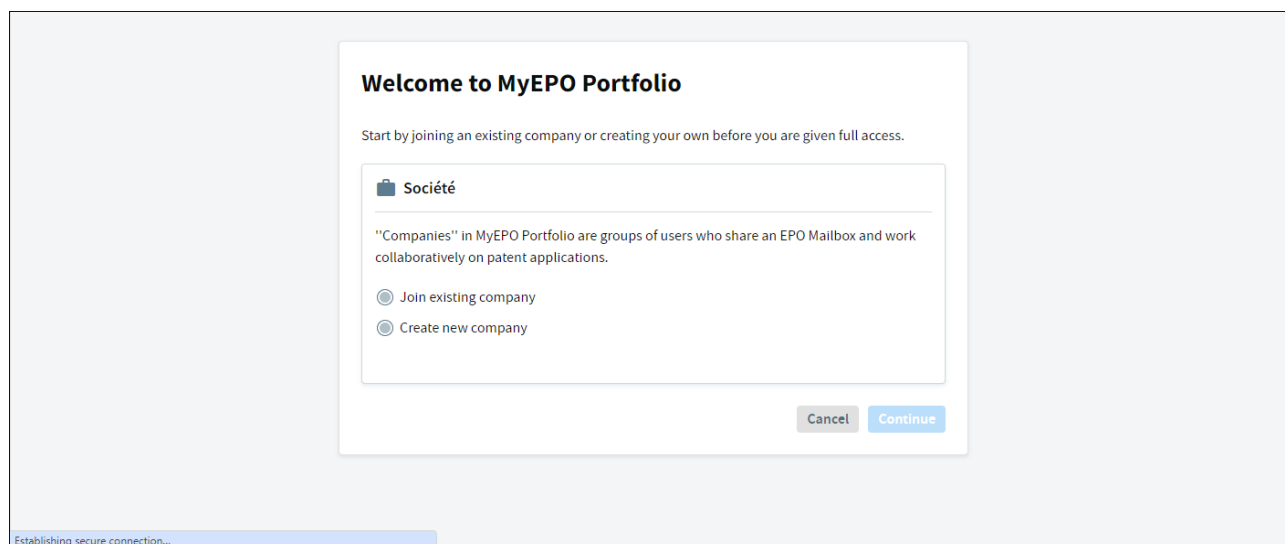 Welcome to MyEPO Portfolio
Start by joining an existing company or creating your own before you are given full access.
Société
''Companies'' in MyEPO Portfolio are groups of users who share an EPO Mailbox and work
collaboratively on patent applications.
Join existing company
Create new company
Cancel
Continue
Establishing secure connection...